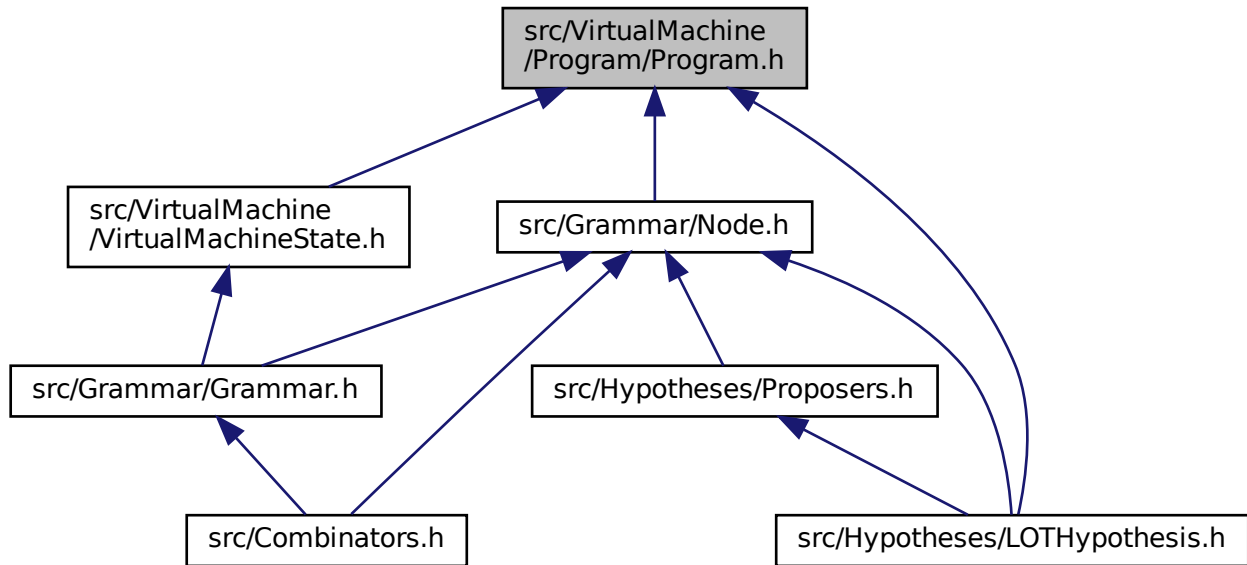 src/VirtualMachine
/Program/Program.h
src/VirtualMachine
/VirtualMachineState.h
src/Grammar/Node.h
src/Grammar/Grammar.h
src/Hypotheses/Proposers.h
src/Combinators.h
src/Hypotheses/LOTHypothesis.h